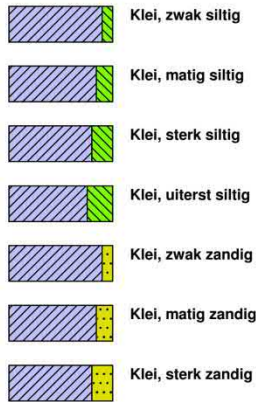 Klei, zwak siltig
Klei, matig siltig
Klei, sterk siltig
Klei, uiterst siltig
Klei, zwak zandig
Klei, matig zandig
Klei, sterk zandig